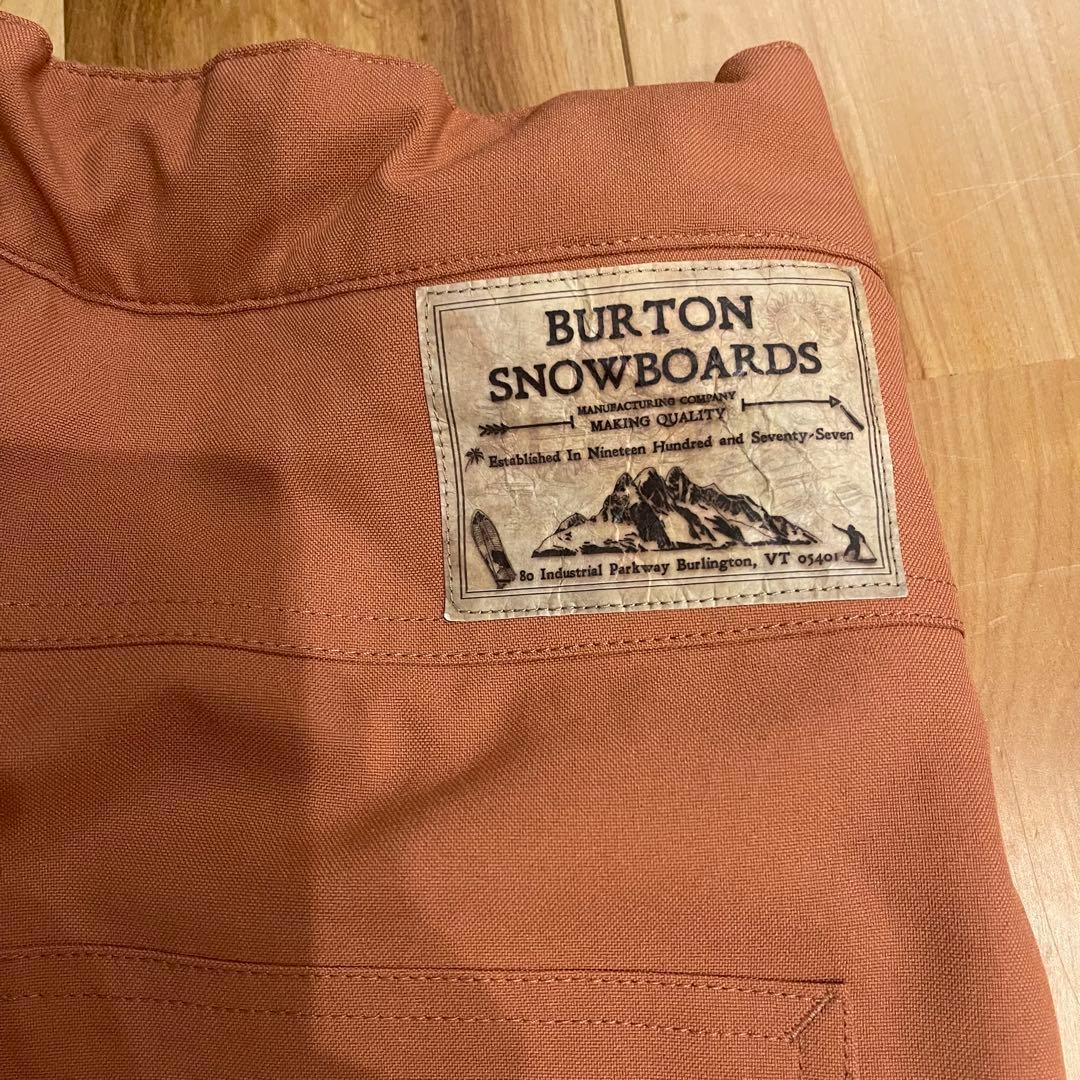 BURTON
SNOWBOARDS
MANUFACTURING COMPANY
MAKING QUALITY
Established In Nineteen Hundred and Seventy-Seven
80 Industrial Parkway Burlington, VT 05401